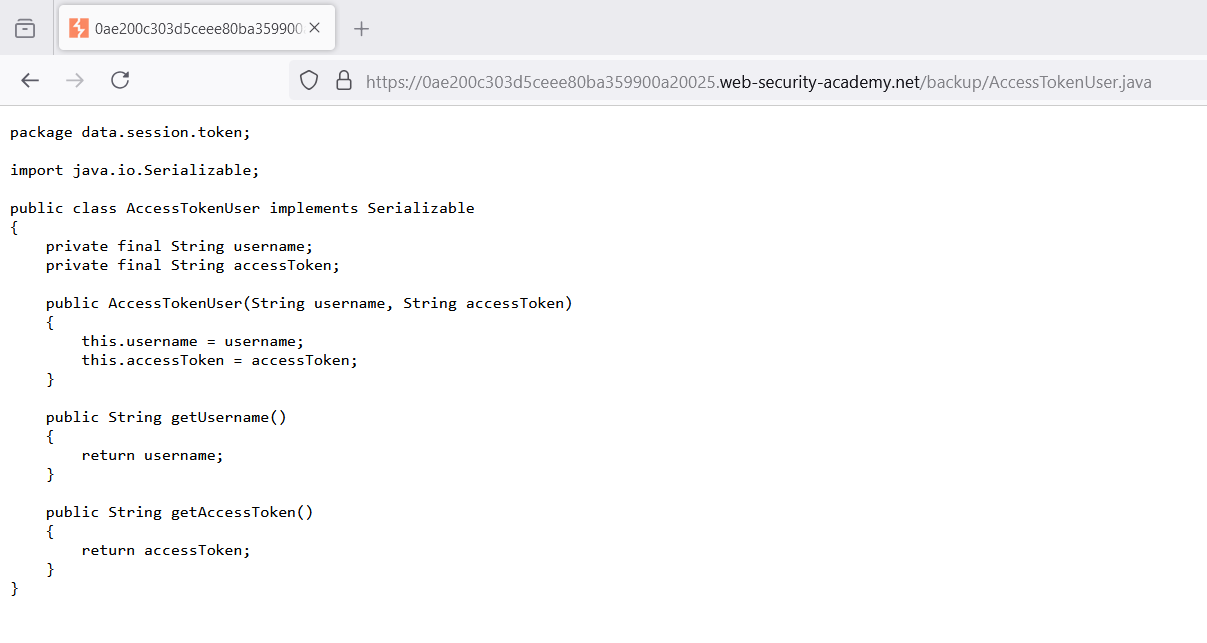 0ae200c303d5ceee80ba359900
https://0ae200c303d5ceee80ba359900a20025.web-security-academy.net/backup/AccessTokenUser.java
package data.session.token;
import java.io.Serializable;
public class AccessTokenUser implements Serializable
{
    private final String username;
    private final String accessToken;
    public AccessTokenUser(String username, String accessToken)
    {
        this.username = username;
        this.accessToken = accessToken;
    }
    public String getUsername()
    {
        return username;
    }
    public String getAccessToken()
    {
        return accessToken;
    }
}